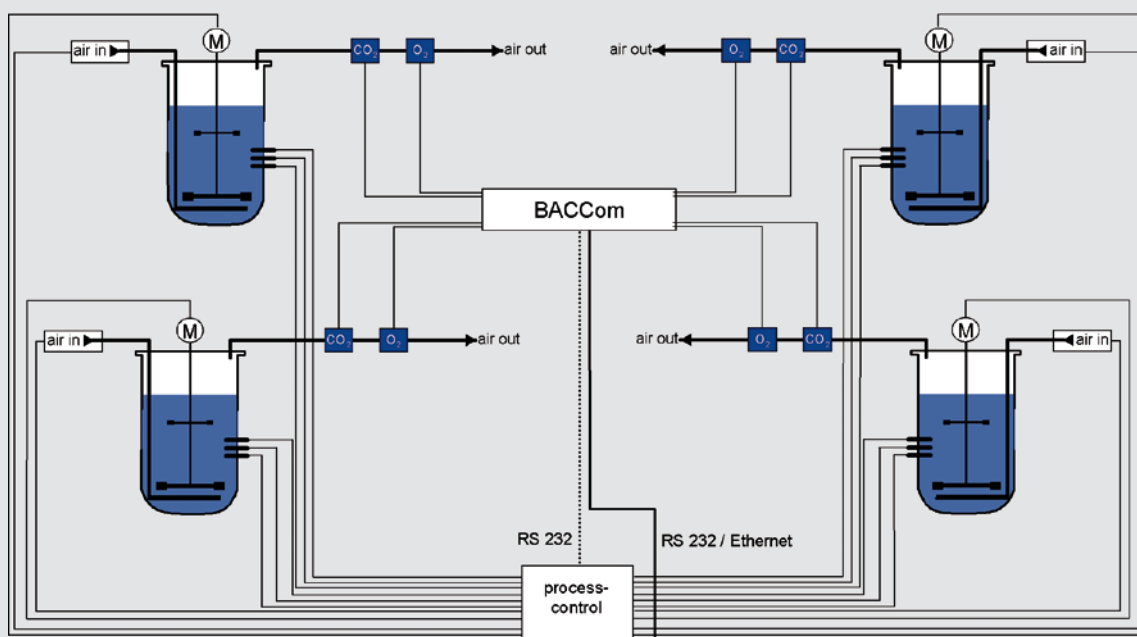 M
M
air in
CO₂
O₂
air out
air out
O₂
CO₂
air in
BACCom
M
M
air in
CO₂
O₂
air out
air out
O₂
CO₂
air in
RS 232
RS 232 / Ethernet
process-
control